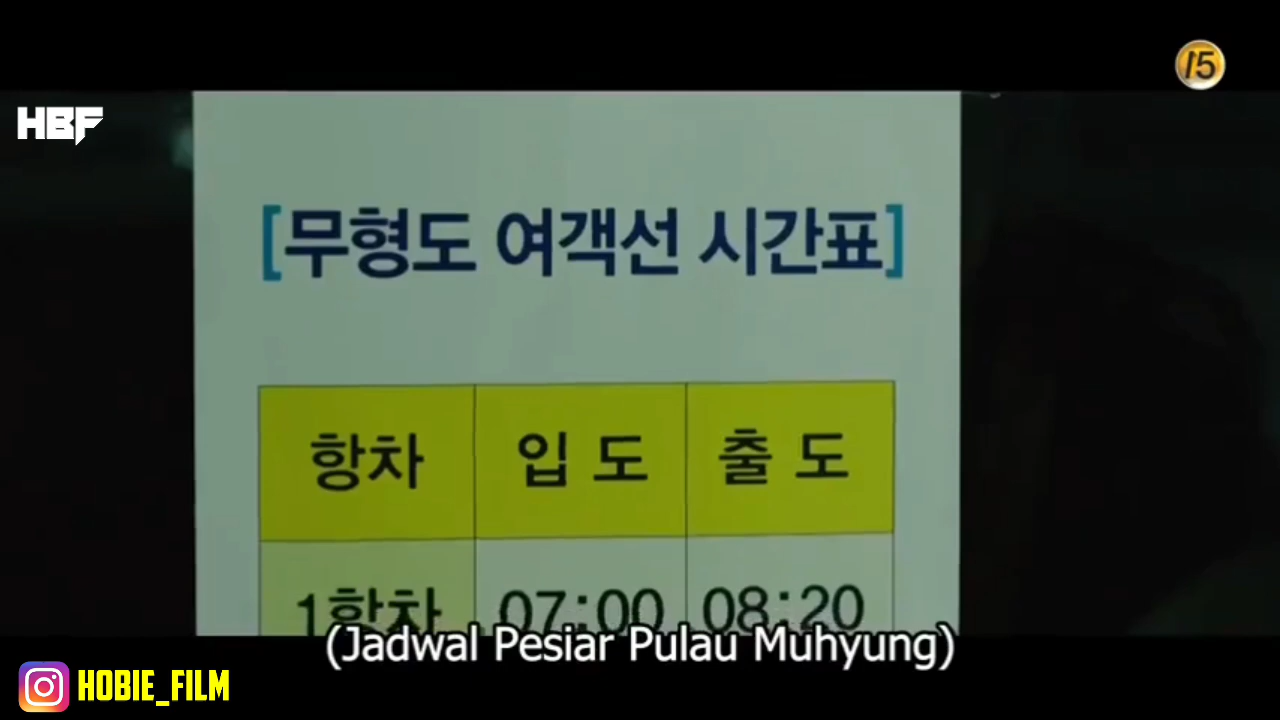 15
HBF
[무형도 여객선 시간표]
항차 입 도 출 도
1항차 07:00 08:20
(Jadwal Pesiar Pulau Muhyung)
HOBIE_FILM